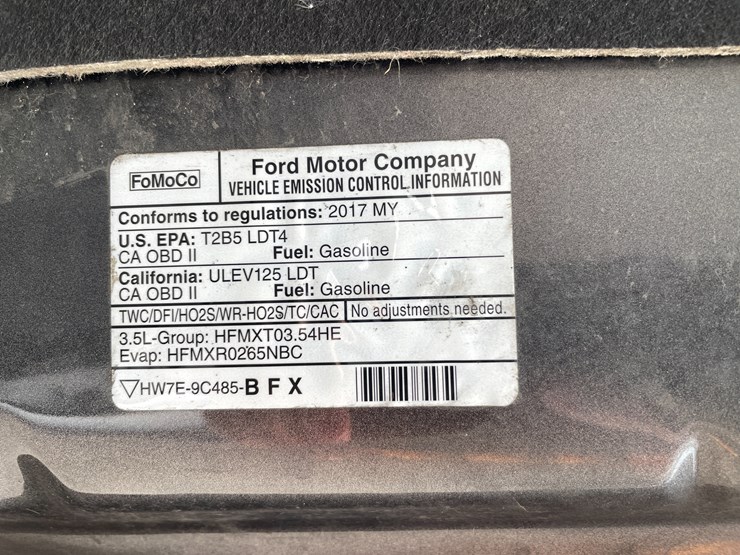 FoMoCo
Ford Motor Company
VEHICLE EMISSION CONTROL INFORMATION
Conforms to regulations: 2017 MY
U.S. EPA: T2B5 LDT4
CA OBD II Fuel: Gasoline
California: ULEV125 LDT
CA OBD II Fuel: Gasoline
TWC/DFI/HO2S/WR-HO2S/TC/CAC No adjustments needed.
3.5L-Group: HFMXT03.54HE
Evap: HFMXR0265NBC
HW7E-9C485-B F X